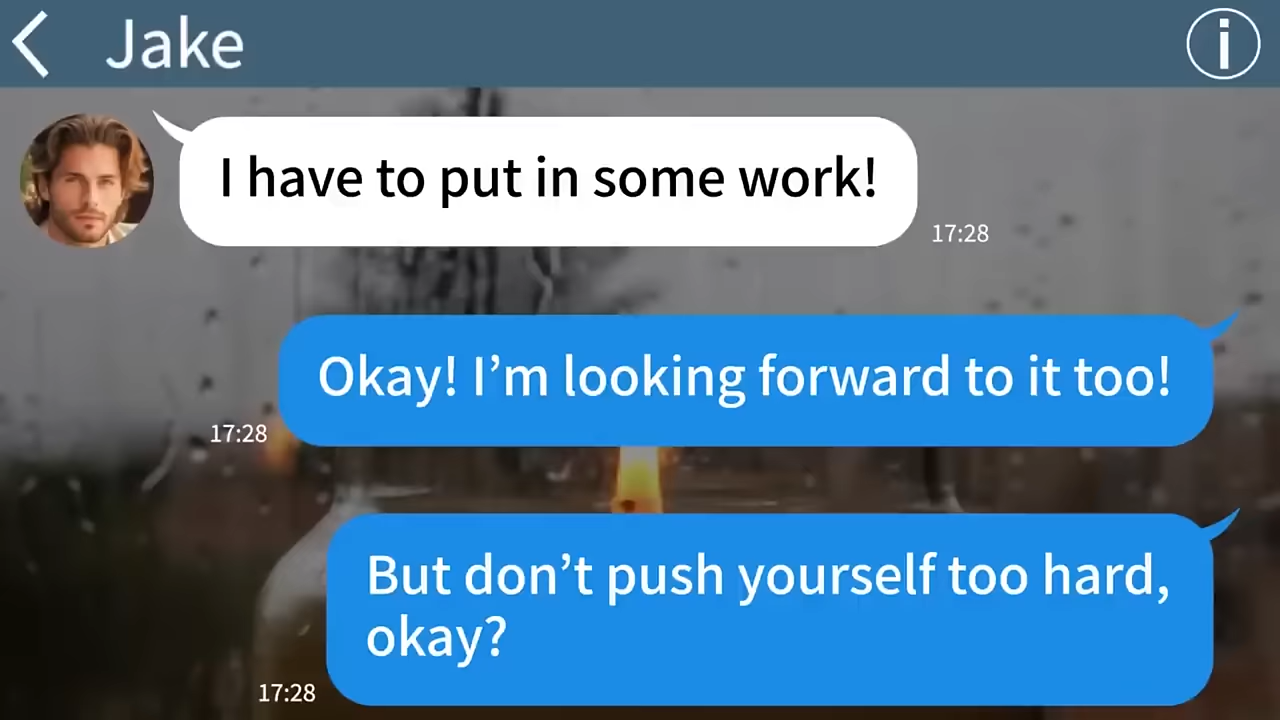 Jake
I have to put in some work!
17:28
Okay! I’m looking forward to it too!
17:28
But don’t push yourself too hard,
okay?
17:28